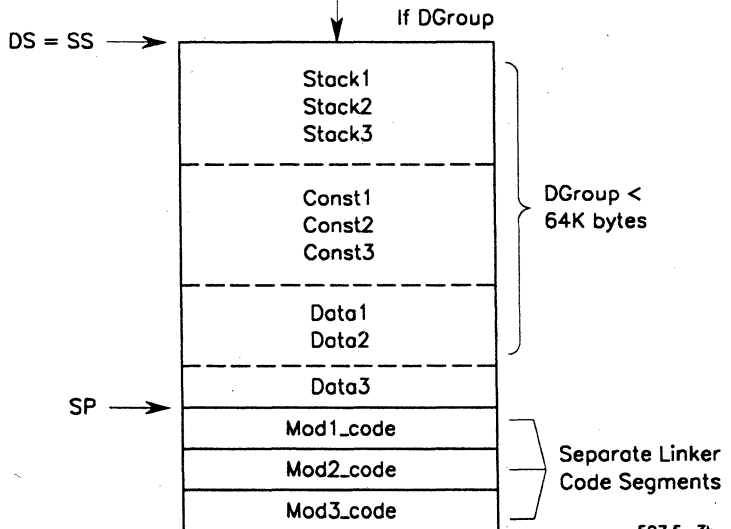 If DGroup
DS = SS
Stack1
Stack2
Stack3
Const1
Const2
Const3
DGroup <
64K bytes
Data1
Data2
Data3
SP
Mod1_code
Mod2_code
Mod3_code
Separate Linker
Code Segments